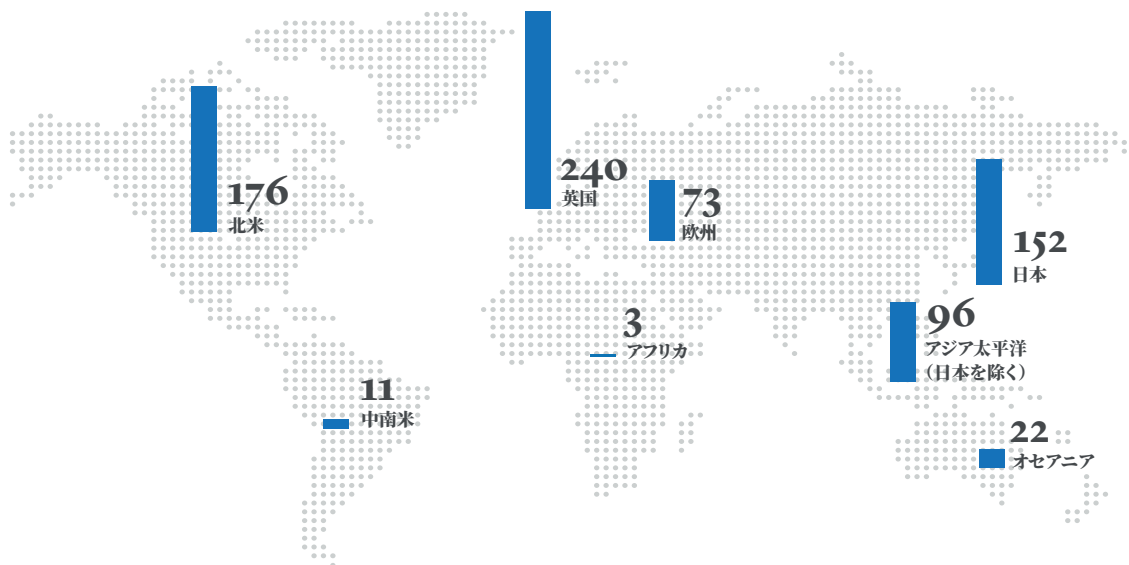 176
北米
240
英国
73
欧州
152
日本
3
アフリカ
96
アジア太平洋
（日本を除く）
11
中南米
22
オセアニア